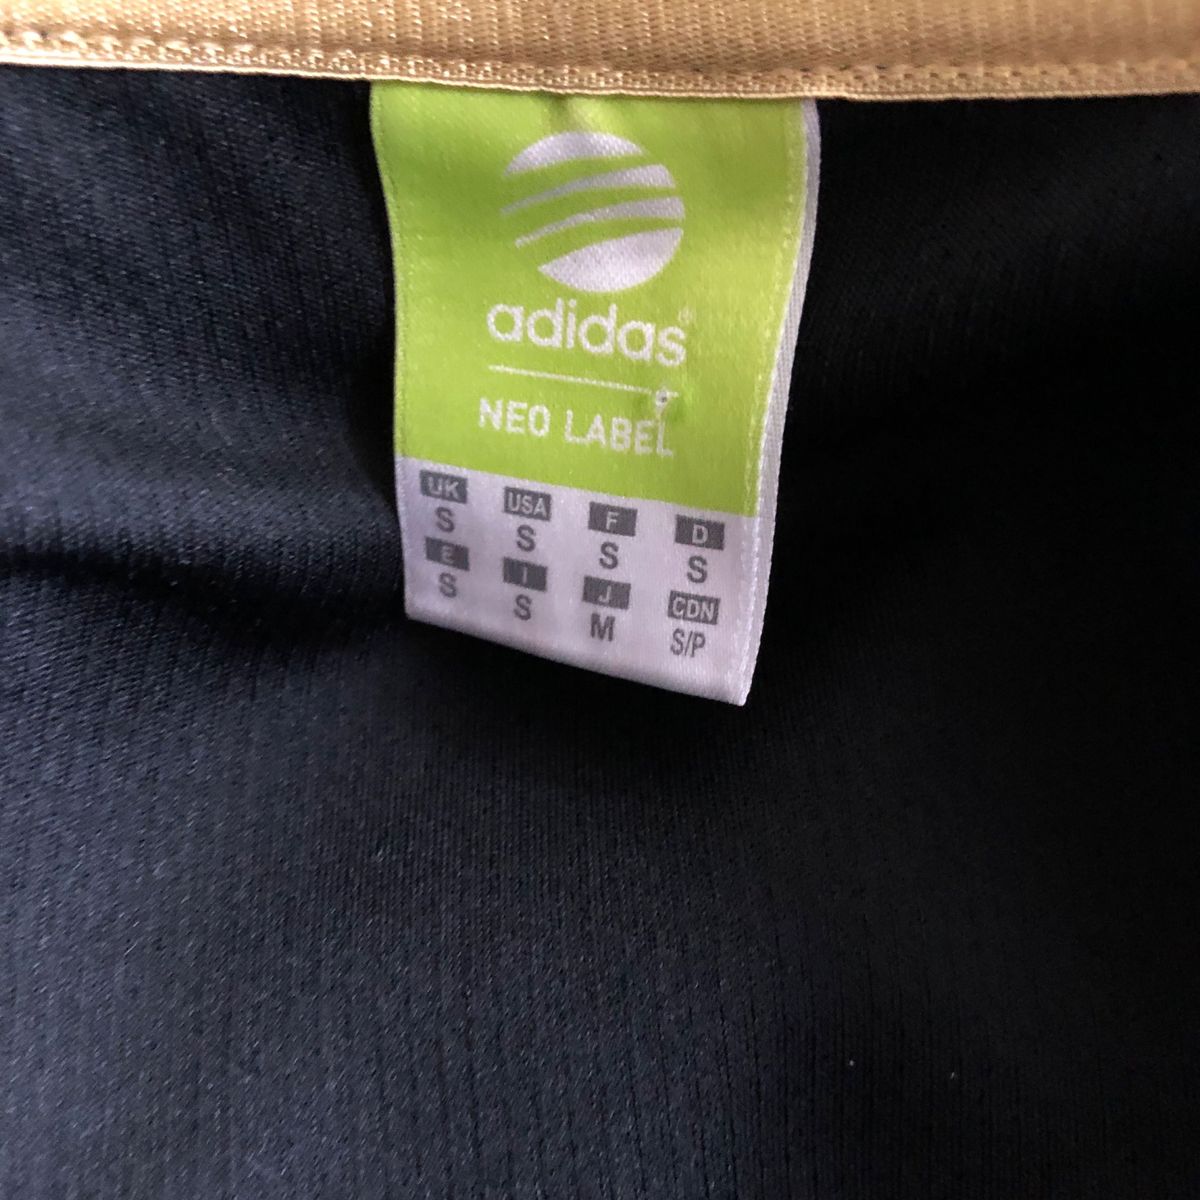 adidas®
NEO LABEL
UK USA F D
S S S S
E I J CDN
S S M S/P